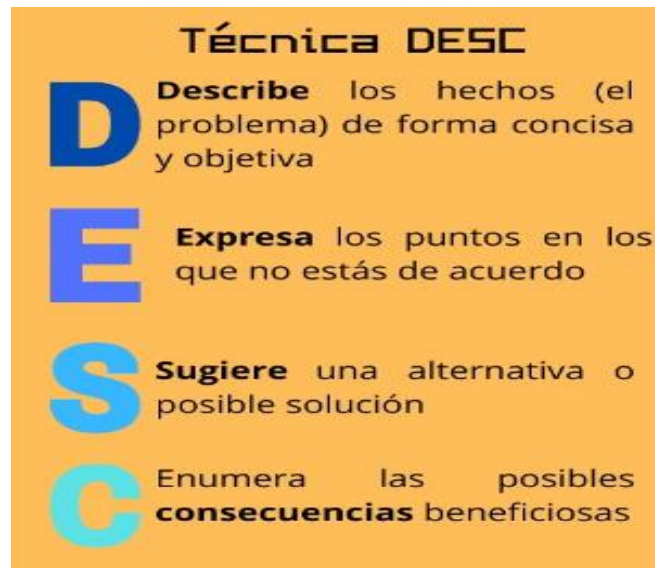 Técnica DESC
D
Describe los hechos (el
problema) de forma concisa
y objetiva
E
Expresa los puntos en los
que no estás de acuerdo
S
Sugiere una alternativa o
posible solución
C
Enumera las posibles
consecuencias beneficiosas